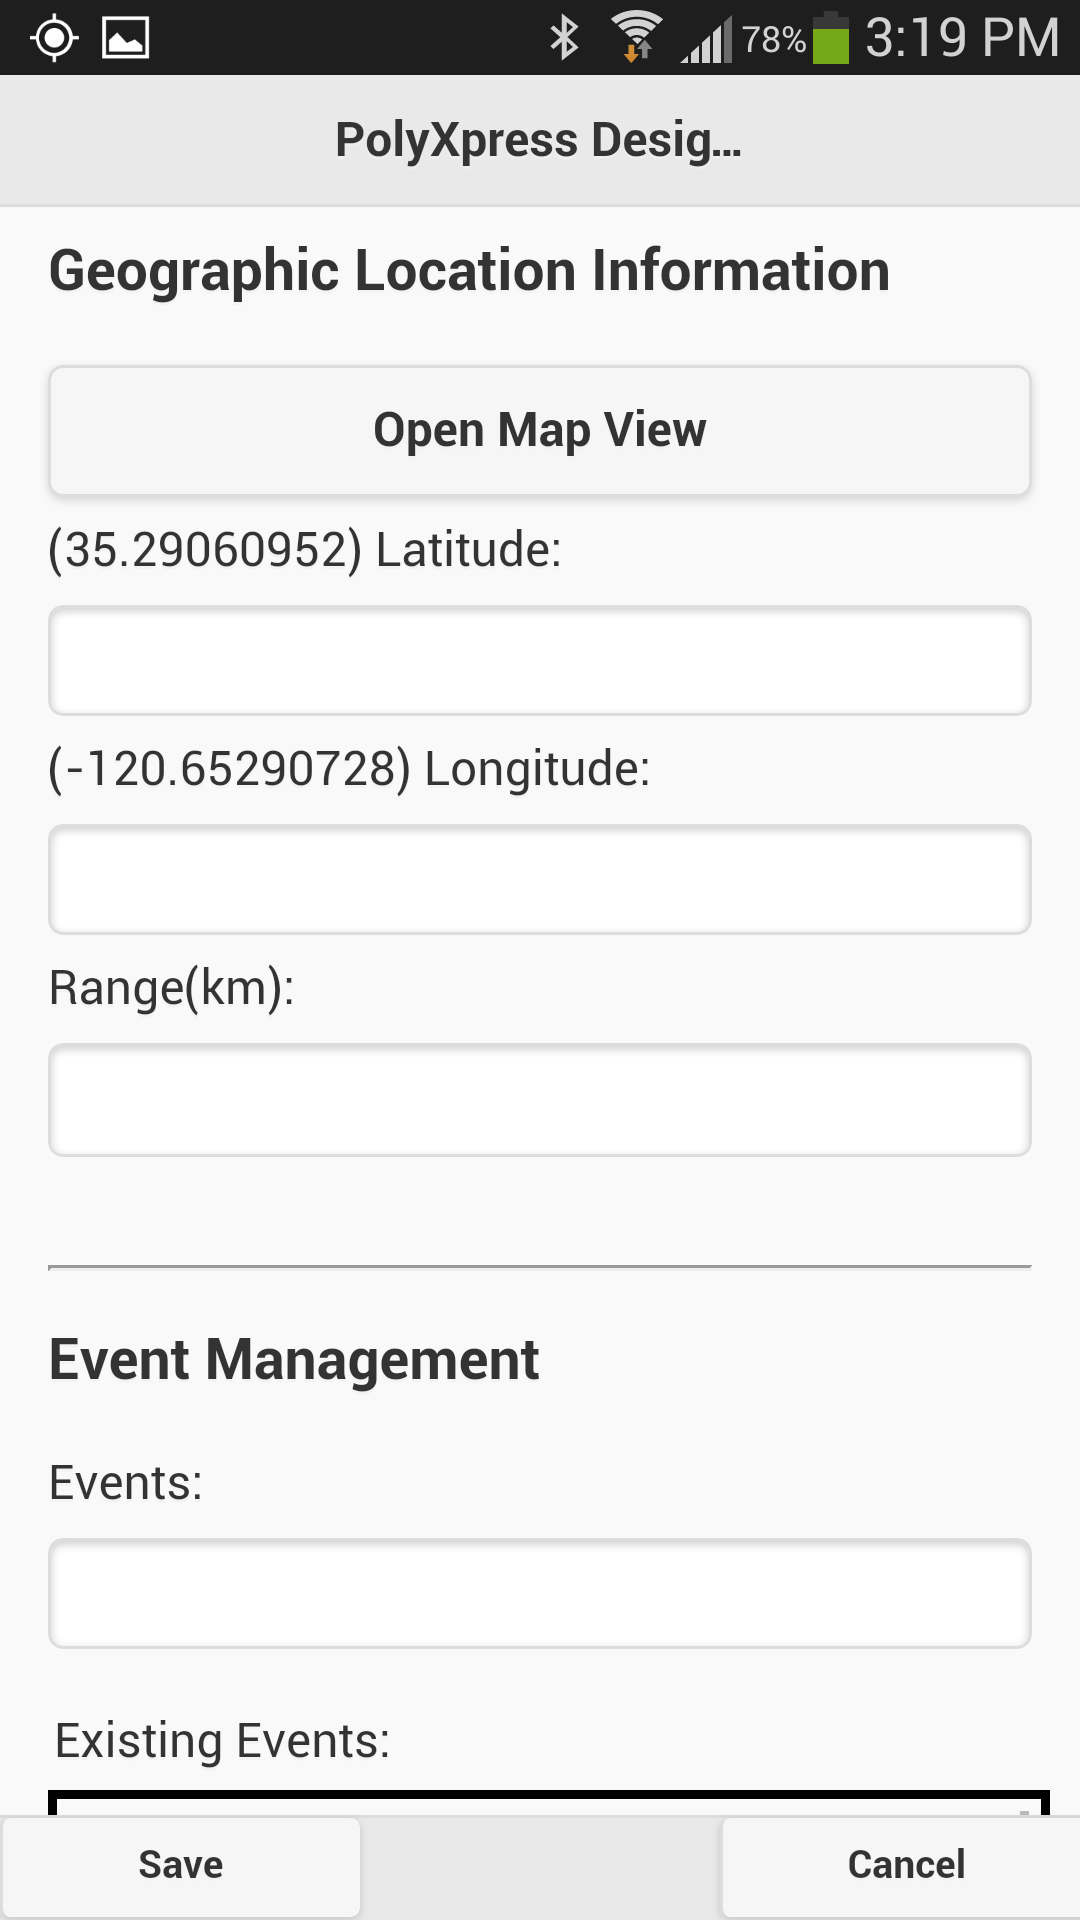 78% 3:19 PM
PolyXpress Desig...
Geographic Location Information
Open Map View
(35.29060952) Latitude:
(-120.65290728) Longitude:
Range(km):
Event Management
Events:
Existing Events:
Save Cancel